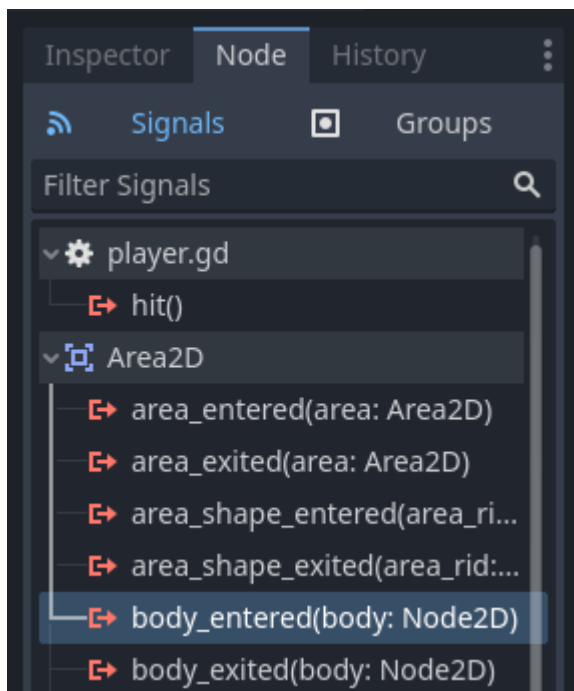 Inspector Node History
Signals Groups
Filter Signals
player.gd
hit()
Area2D
area_entered(area: Area2D)
area_exited(area: Area2D)
area_shape_entered(area_ri...
area_shape_exited(area_rid:...
body_entered(body: Node2D)
body_exited(body: Node2D)